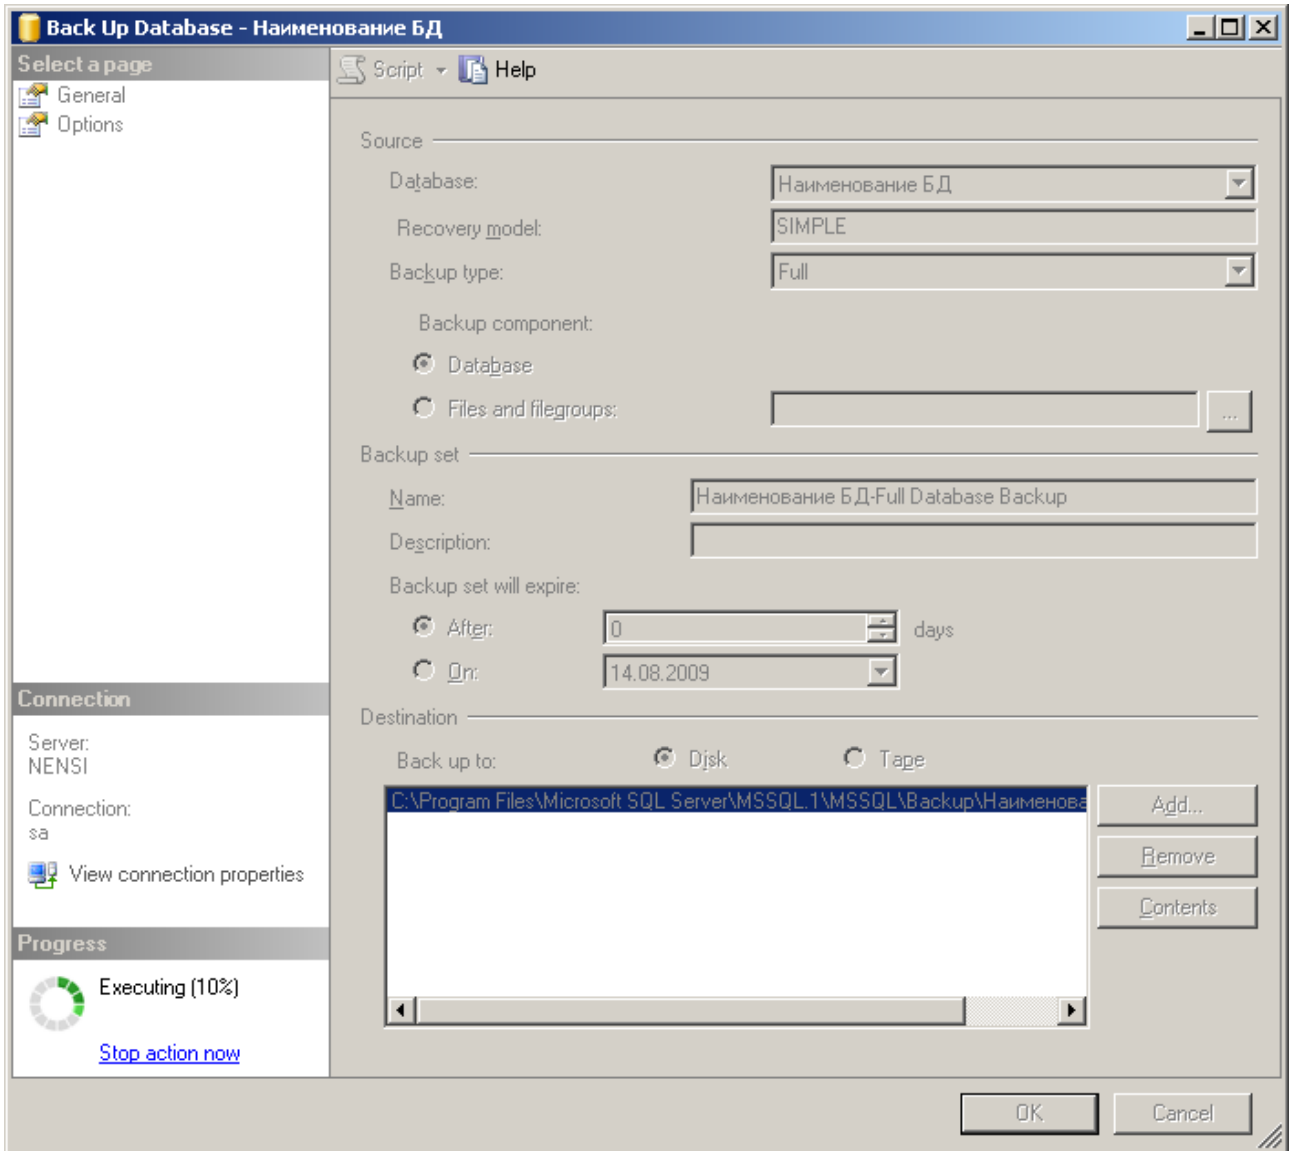 Back Up Database - Наименование БД
Select a page
General
Options
Script Help
Source
Database: Наименование БД
Recovery model: SIMPLE
Backup type: Full
Backup component:
Database
Files and filegroups: ...
Backup set
Name: Наименование БД-Full Database Backup
Description:
Backup set will expire:
After: 0 days
On: 14.08.2009
Destination
Back up to: Disk Tape
C:\Program Files\Microsoft SQL Server\MSSQL.1\MSSQL\Backup\Наименова
Add...
Remove
Contents
Connection
Server:
NENSI
Connection:
sa
View connection properties
Progress
Executing (10%)
Stop action now
OK Cancel